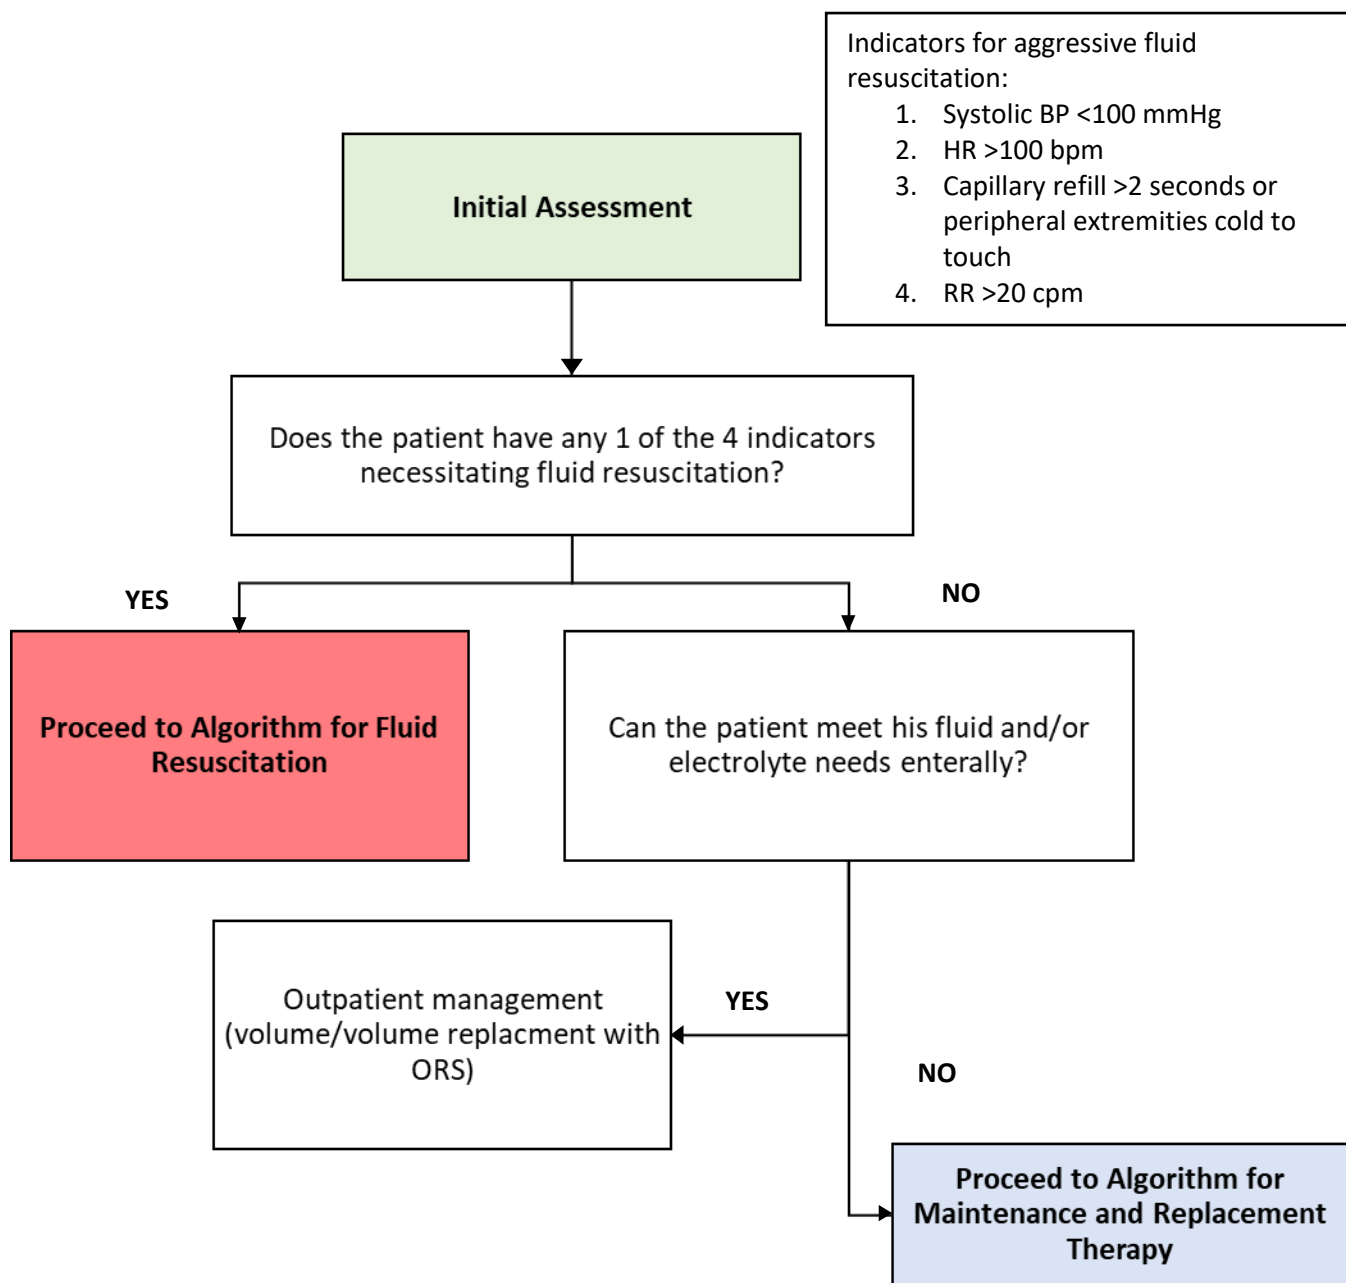 Indicators for aggressive fluid
resuscitation:
1. Systolic BP <100 mmHg
2. HR >100 bpm
3. Capillary refill >2 seconds or
peripheral extremities cold to
touch
4. RR >20 cpm
Initial Assessment
Does the patient have any 1 of the 4 indicators
necessitating fluid resuscitation?
YES
NO
Proceed to Algorithm for Fluid
Resuscitation
Can the patient meet his fluid and/or
electrolyte needs enterally?
Outpatient management
(volume/volume replacment with
ORS)
YES
NO
Proceed to Algorithm for
Maintenance and Replacement
Therapy